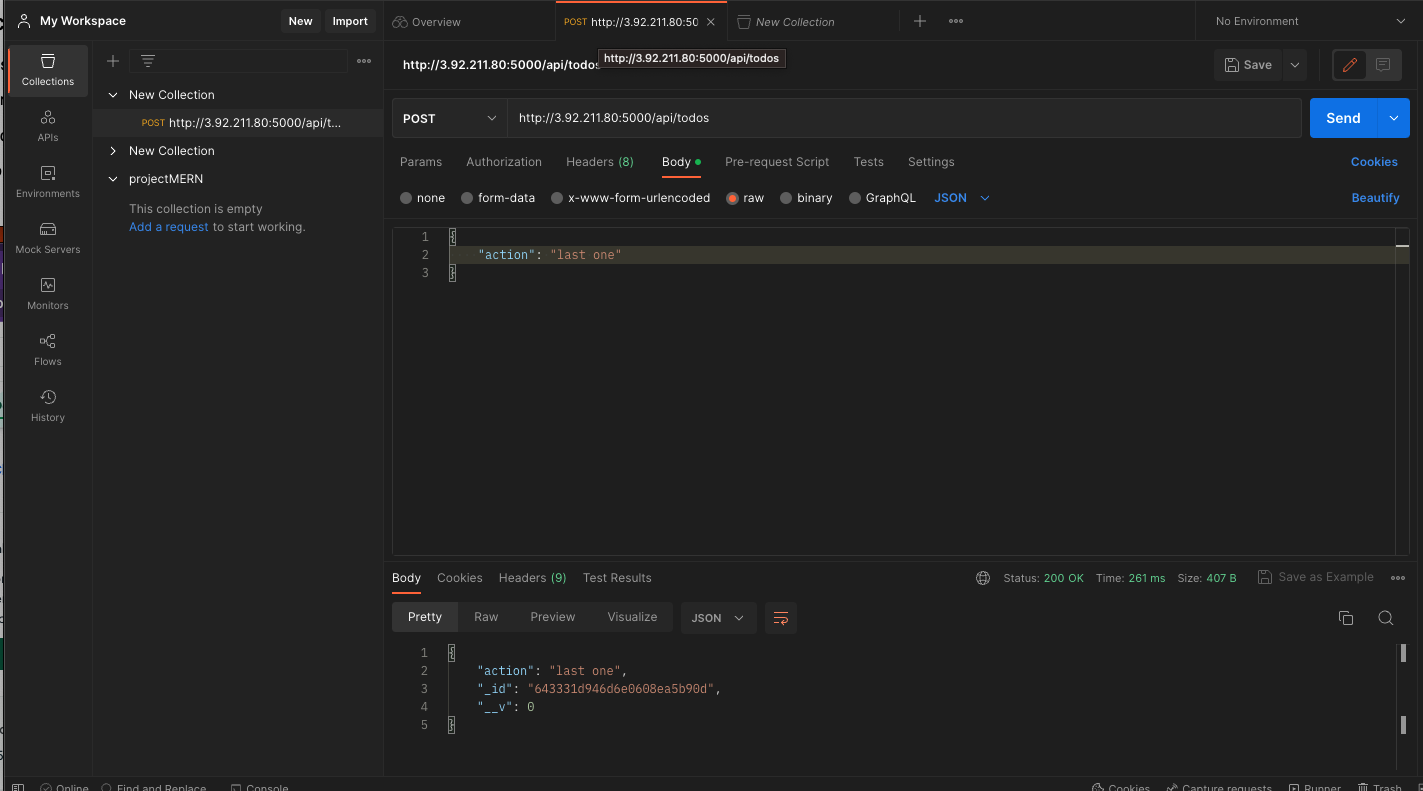 My Workspace
New
Import
Overview
POST http://3.92.211.80:5000
New Collection
No Environment
Collections
APIs
Environments
Mock Servers
Monitors
Flows
History
New Collection
POST http://3.92.211.80:5000/api/t...
New Collection
projectMERN
This collection is empty
Add a request to start working.
http://3.92.211.80:5000/api/todos
http://3.92.211.80:5000/api/todos
Save
POST
http://3.92.211.80:5000/api/todos
Send
Params Authorization Headers (8) Body Pre-request Script Tests Settings Cookies
none form-data x-www-form-urlencoded raw binary GraphQL JSON Beautify
1 {
2 "action": "last one"
3 }
Body Cookies Headers (9) Test Results Status: 200 OK Time: 261 ms Size: 407 B Save as Example
Pretty Raw Preview Visualize JSON
1 {
2 "action": "last one",
3 "_id": "643331d946d6e0608ea5b90d",
4 "__v": 0
5 }
Online Find and Replace Console Cookies Capture requests Runner Trash